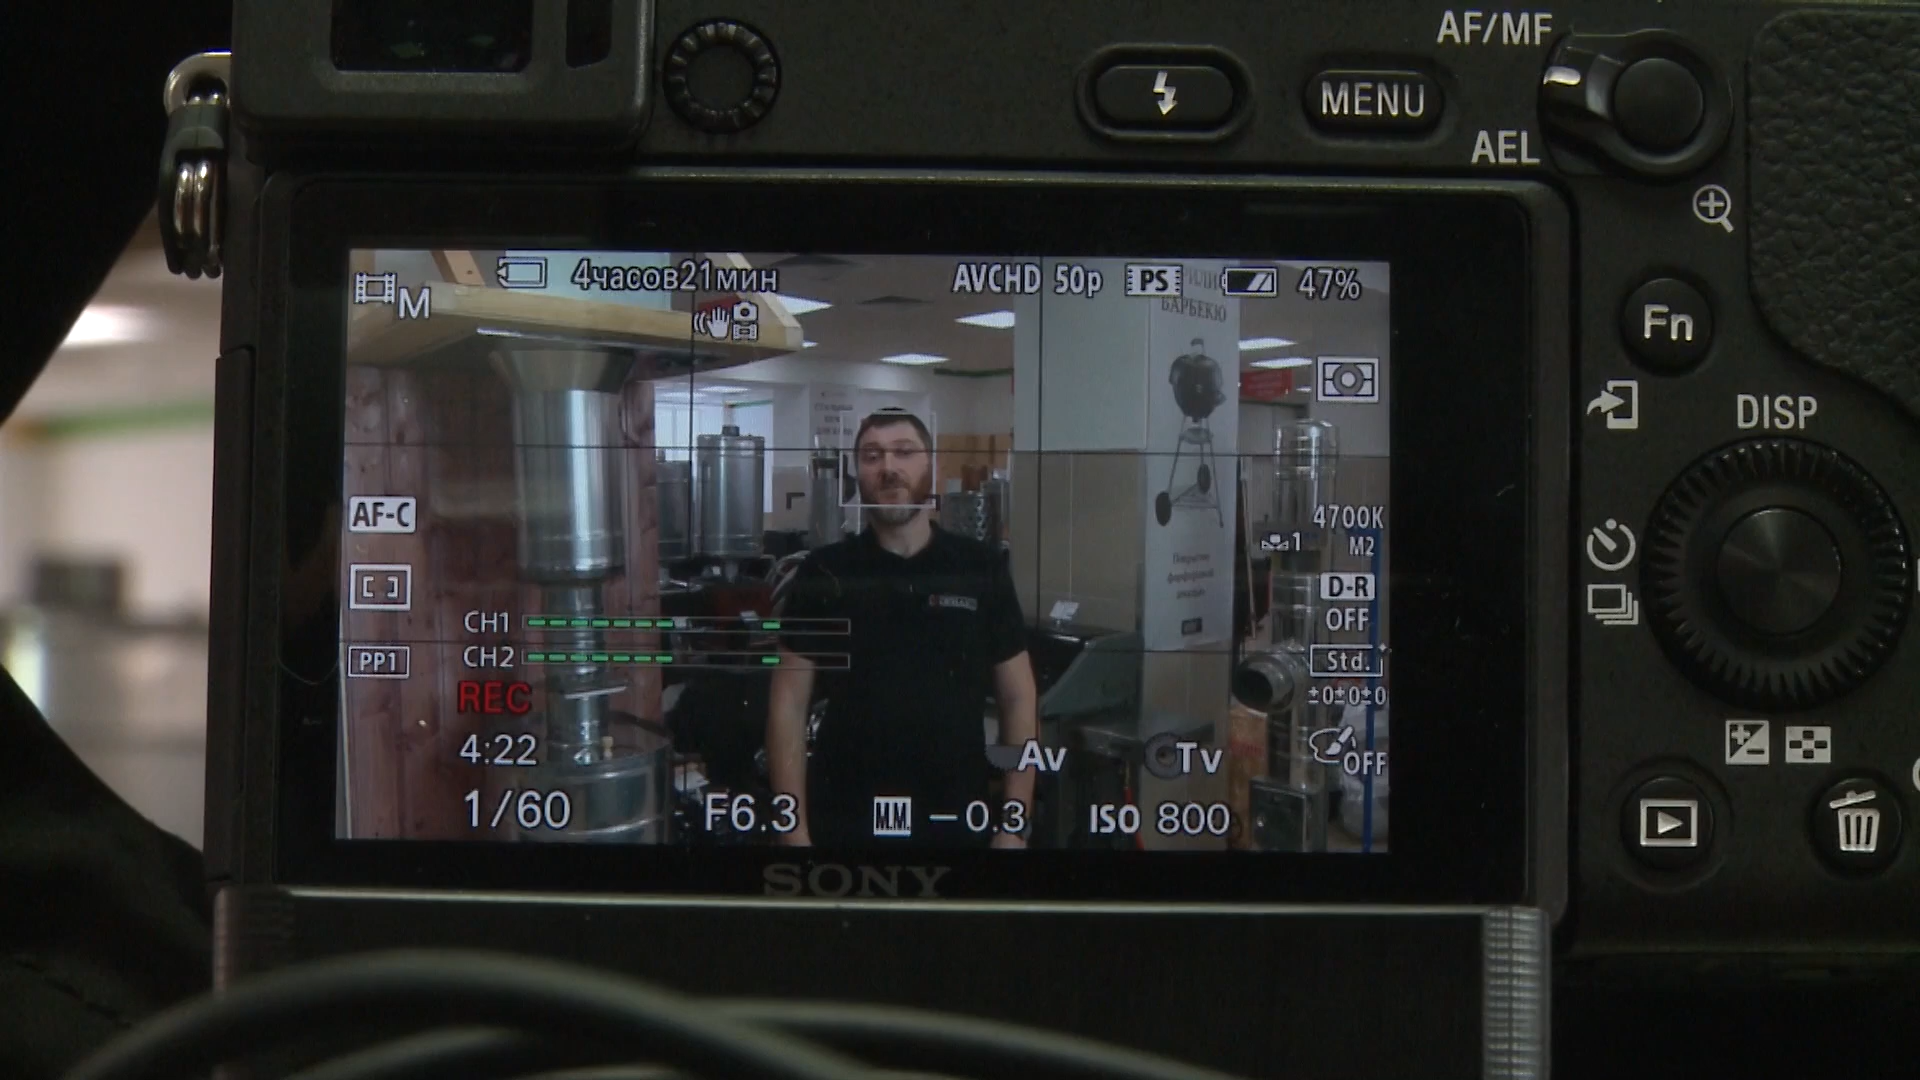 AF/MF
MENU
AEL
4часов21мин
AVCHD 50p
PS
47%
M
БАРБЕКЮ
Fn
DISP
AF-C
4700K
1
M2
D-R
OFF
CH1
CH2
PP1
Std.
±0±0±0
REC
4:22
Av
Tv
OFF
1/60
F6.3
M.M.
−0.3
ISO 800
SONY